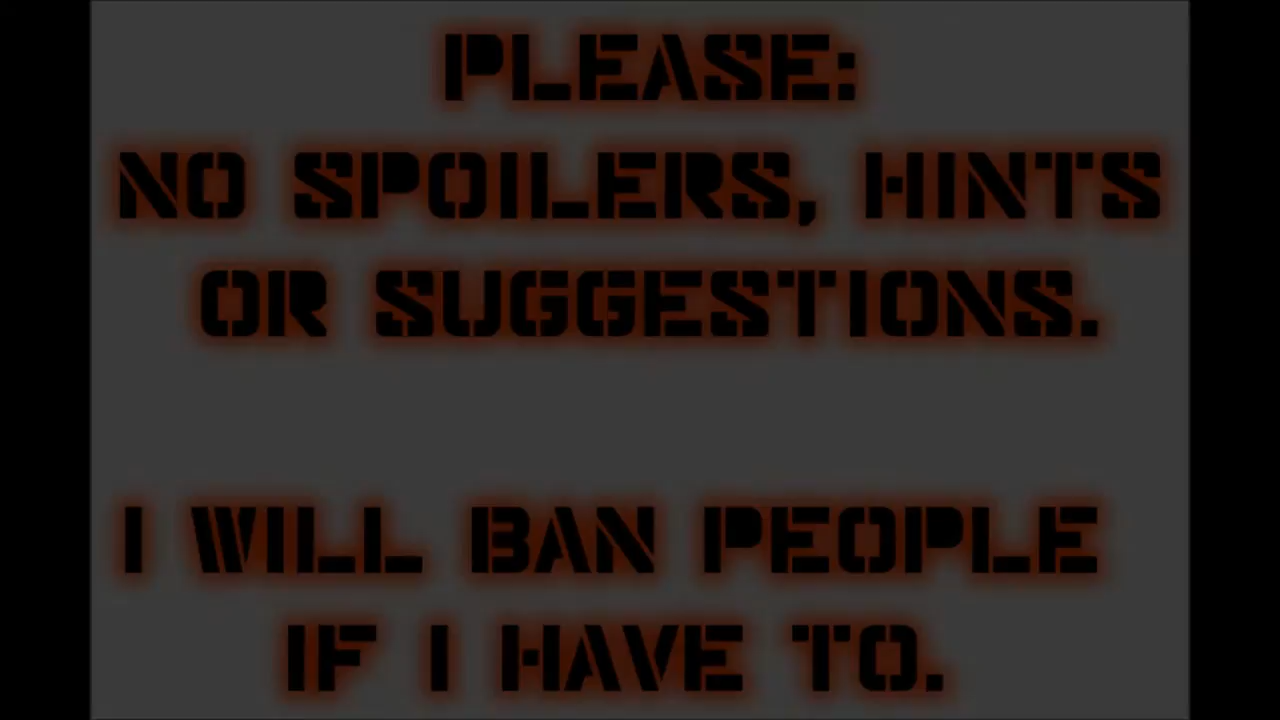 PLEASE:
NO SPOILERS, HINTS
OR SUGGESTIONS.
I WILL BAN PEOPLE
IF I HAVE TO.